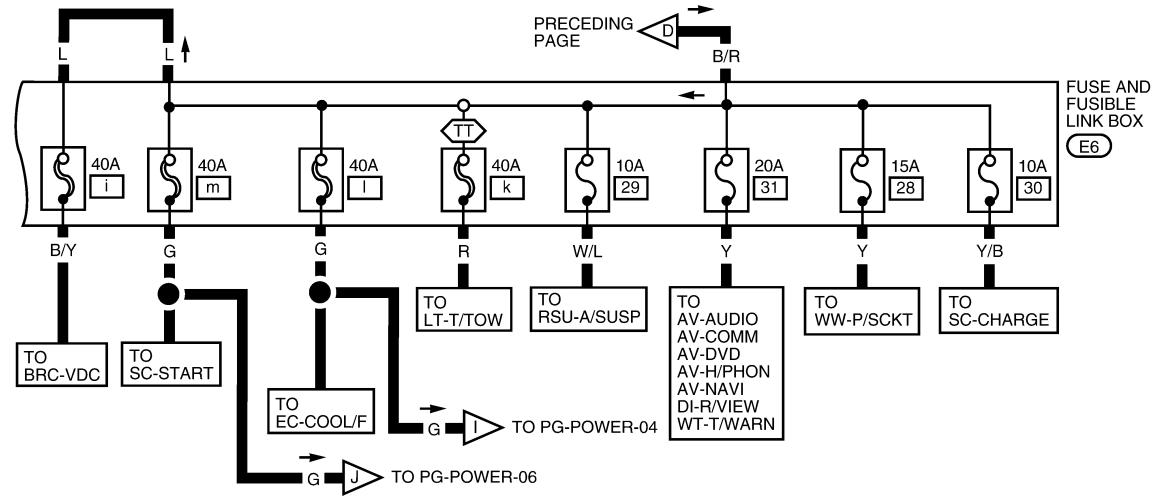 PRECEDING
PAGE
D
L
L
B/R
FUSE AND
FUSIBLE
LINK BOX
E6
TT
40A
i
40A
m
40A
l
40A
k
10A
29
20A
31
15A
28
10A
30
B/Y
G
G
R
W/L
Y
Y
Y/B
TO
BRC-VDC
TO
SC-START
TO
EC-COOL/F
TO
LT-T/TOW
TO
RSU-A/SUSP
TO
AV-AUDIO
AV-COMM
AV-DVD
AV-H/PHON
AV-NAVI
DI-R/VIEW
WT-T/WARN
TO
WW-P/SCKT
TO
SC-CHARGE
G
I
TO PG-POWER-04
G
J
TO PG-POWER-06